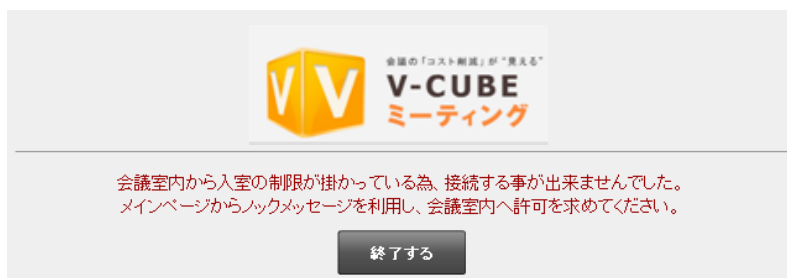 会議の「コスト削減」が“見える”
VV
V-CUBE
ミーティング
会議室内から入室の制限が掛かっている為、接続する事が出来ませんでした。
メインページからノックメッセージを利用し、会議室内へ許可を求めてください。
終了する